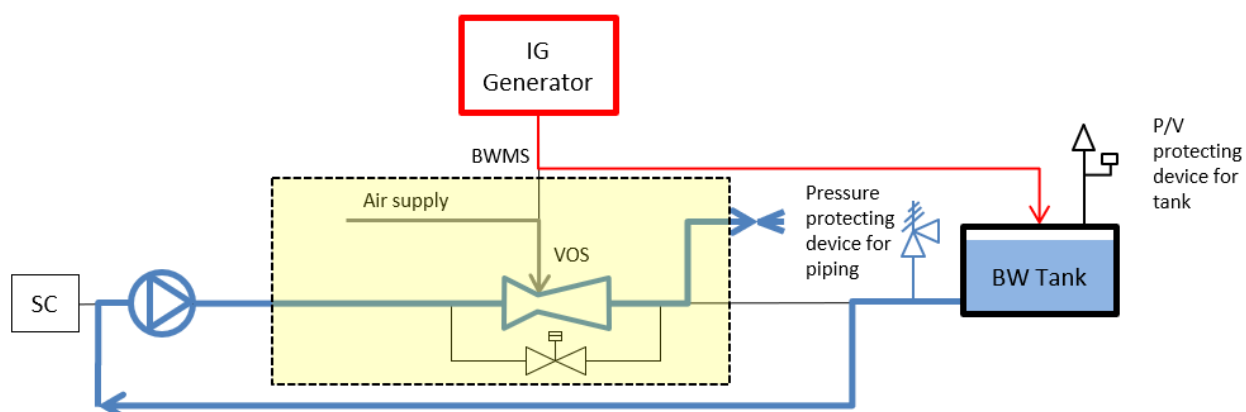 IG
Generator
BWMS
P/V
protecting
device for
tank
Air supply
Pressure
protecting
device for
piping
VOS
SC
BW Tank